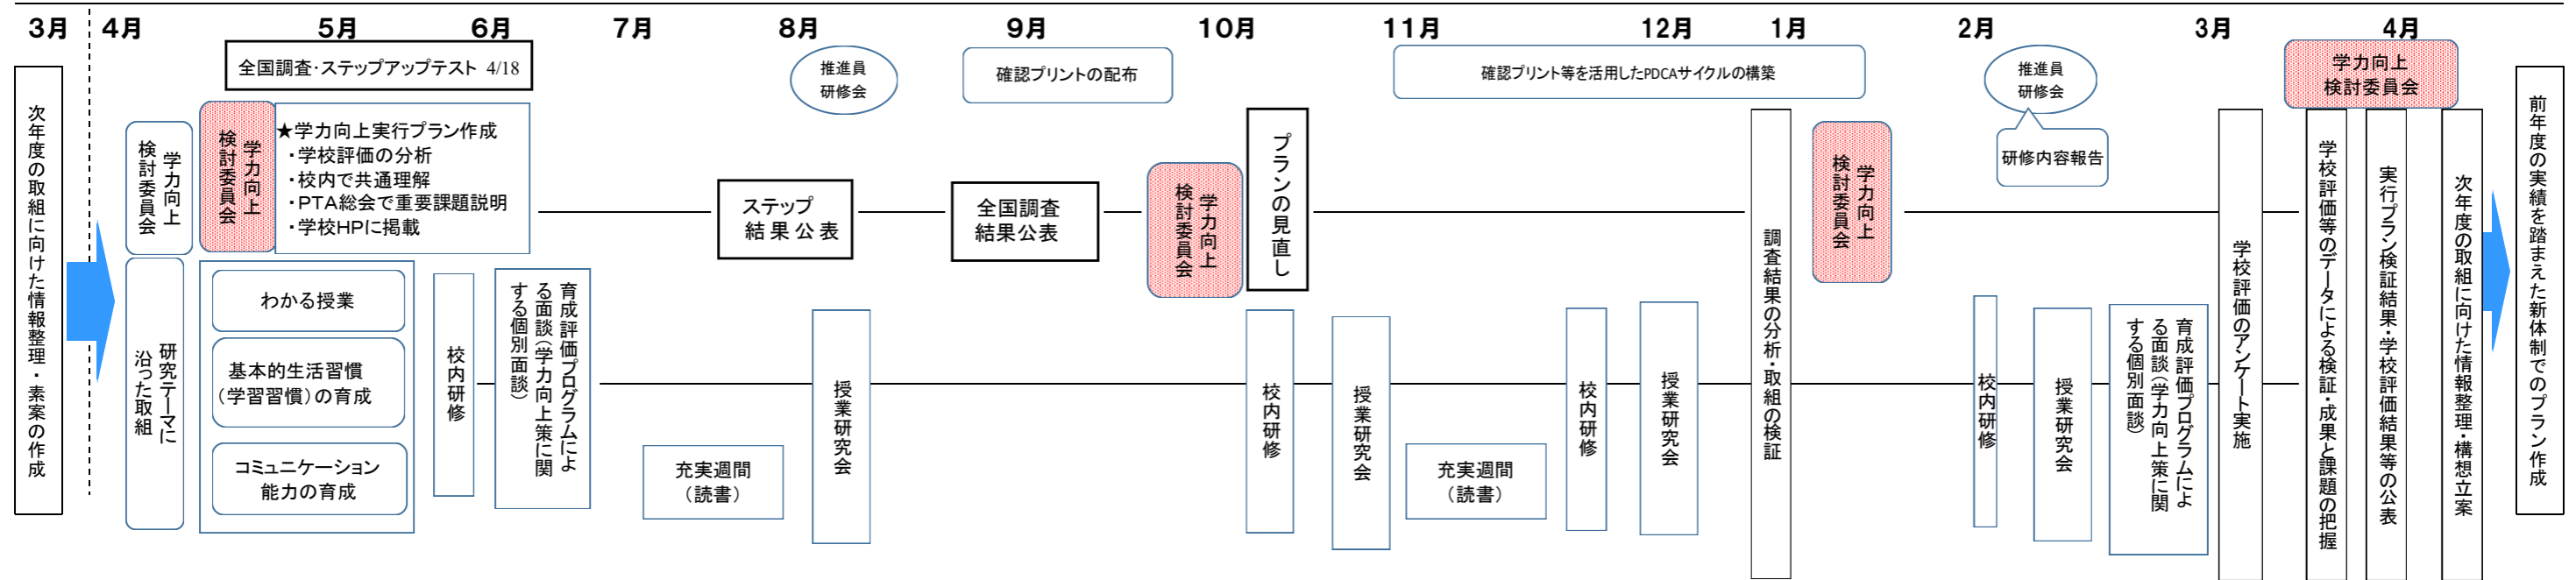 3月
4月
5月
6月
7月
8月
9月
10月
11月
12月
1月
2月
3月
4月
次年度の取組に向けた情報整理・素案の作成
学力向上
検討委員会
研究テーマに
沿った取組
全国調査・ステップアップテスト 4/18
学力向上
検討委員会
★学力向上実行プラン作成
・学校評価の分析
・校内で共通理解
・PTA総会で重要課題説明
・学校HPに掲載
わかる授業
基本的生活習慣
(学習習慣)の育成
コミュニケーション
能力の育成
校内研修
育成評価プログラムによ
る面談(学力向上策に関
する個別面談)
充実週間
(読書)
ステップ
結果公表
推進員
研修会
授業研究会
確認プリントの配布
全国調査
結果公表
学力向上
検討委員会
プランの見直し
校内研修
授業研究会
確認プリント等を活用したPDCAサイクルの構築
充実週間
(読書)
校内研修
授業研究会
調査結果の分析・取組の検証
学力向上
検討委員会
推進員
研修会
研修内容報告
校内研修
授業研究会
育成評価プログラムによ
る面談(学力向上策に関
する個別面談)
学校評価のアンケート実施
学力向上
検討委員会
学校評価等のデータによる検証・成果と課題の把握
実行プラン検証結果・学校評価結果等の公表
次年度の取組に向けた情報整理・構想立案
前年度の実績を踏まえた新体制でのプラン作成